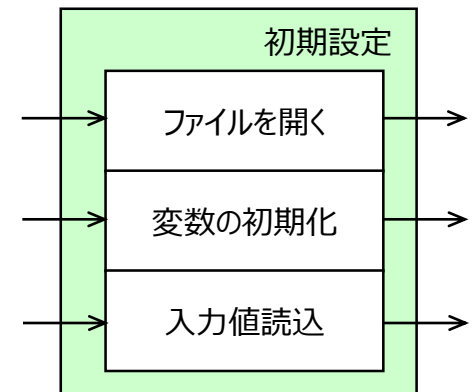 初期設定
ファイルを開く
変数の初期化
入力値読込